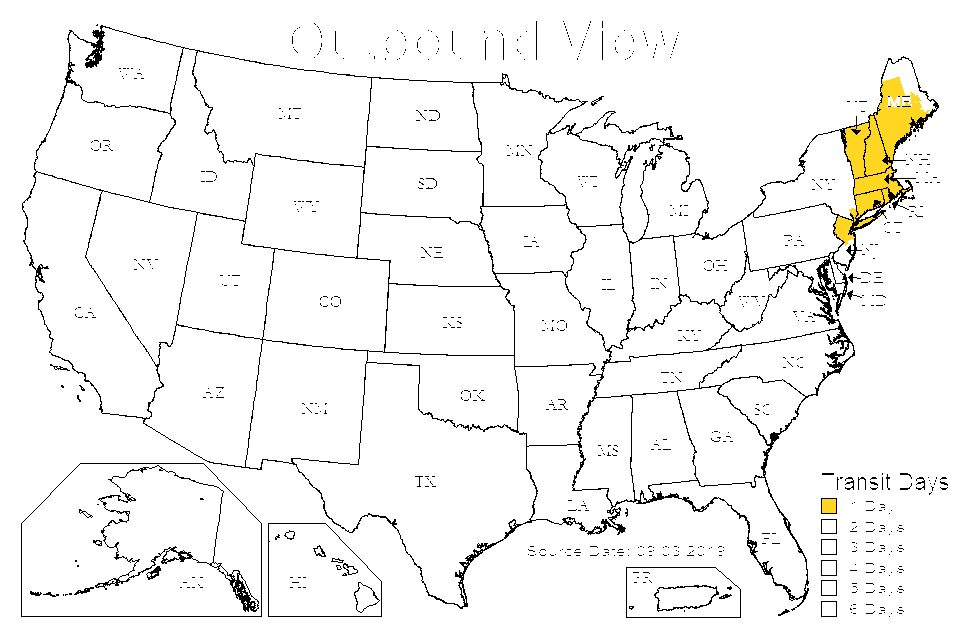 Outbound View
WA
MT
ND
MN
ME
OR
ID
WY
SD
WI
MI
NY
NH
RI
CT
NJ
NV
UT
CO
NE
IA
IL
IN
OH
PA
DE
MD
CA
AZ
NM
KS
MO
KY
WV
VA
OK
AR
TN
NC
TX
LA
MS
AL
GA
SC
FL
AK
HI
PR
Source Date: 09.03.2019
Transit Days
1 Day
2 Days
3 Days
4 Days
5 Days
6 Days